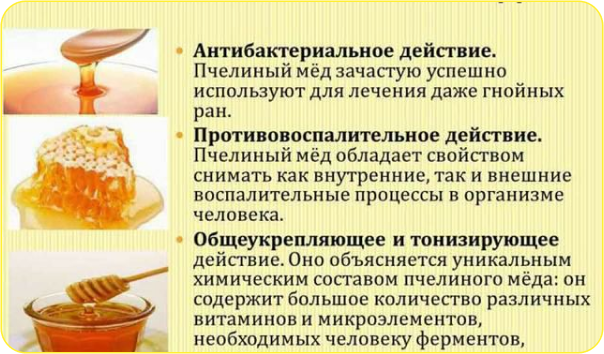 Антибактериальное действие.
Пчелиный мёд зачастую успешно
используют для лечения даже гнойных
ран.
Противовоспалительное действие.
Пчелиный мёд обладает свойством
снимать как внутренние, так и внешние
воспалительные процессы в организме
человека.
Общеукрепляющее и тонизирующее
действие. Оно объясняется уникальным
химическим составом пчелиного мёда: он
содержит большое количество различных
витаминов и микроэлементов,
необходимых человеку ферментов,